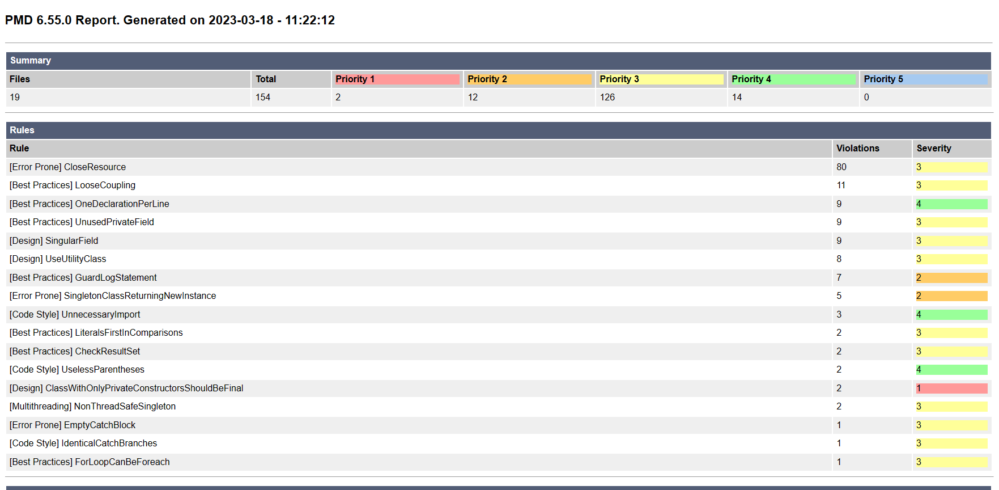 PMD 6.55.0 Report. Generated on 2023-03-18 - 11:22:12
Summary
Files Total Priority 1 Priority 2 Priority 3 Priority 4 Priority 5
19 154 2 12 126 14 0
Rules
Rule Violations Severity
[Error Prone] CloseResource 80 3
[Best Practices] LooseCoupling 11 3
[Best Practices] OneDeclarationPerLine 9 4
[Best Practices] UnusedPrivateField 9 3
[Design] SingularField 9 3
[Design] UseUtilityClass 8 3
[Best Practices] GuardLogStatement 7 2
[Error Prone] SingletonClassReturningNewInstance 5 2
[Code Style] UnnecessaryImport 3 4
[Best Practices] LiteralsFirstInComparisons 2 3
[Best Practices] CheckResultSet 2 3
[Code Style] UselessParentheses 2 4
[Design] ClassWithOnlyPrivateConstructorsShouldBeFinal 2 1
[Multithreading] NonThreadSafeSingleton 2 3
[Error Prone] EmptyCatchBlock 1 3
[Code Style] IdenticalCatchBranches 1 3
[Best Practices] ForLoopCanBeForeach 1 3